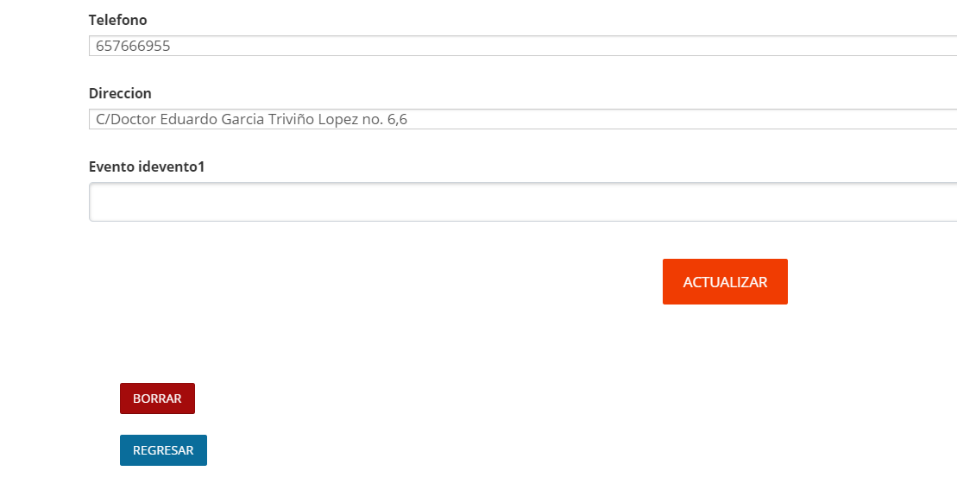 Telefono
657666955
Direccion
C/Doctor Eduardo Garcia Triviño Lopez no. 6,6
Evento idevento1
ACTUALIZAR
BORRAR
REGRESAR